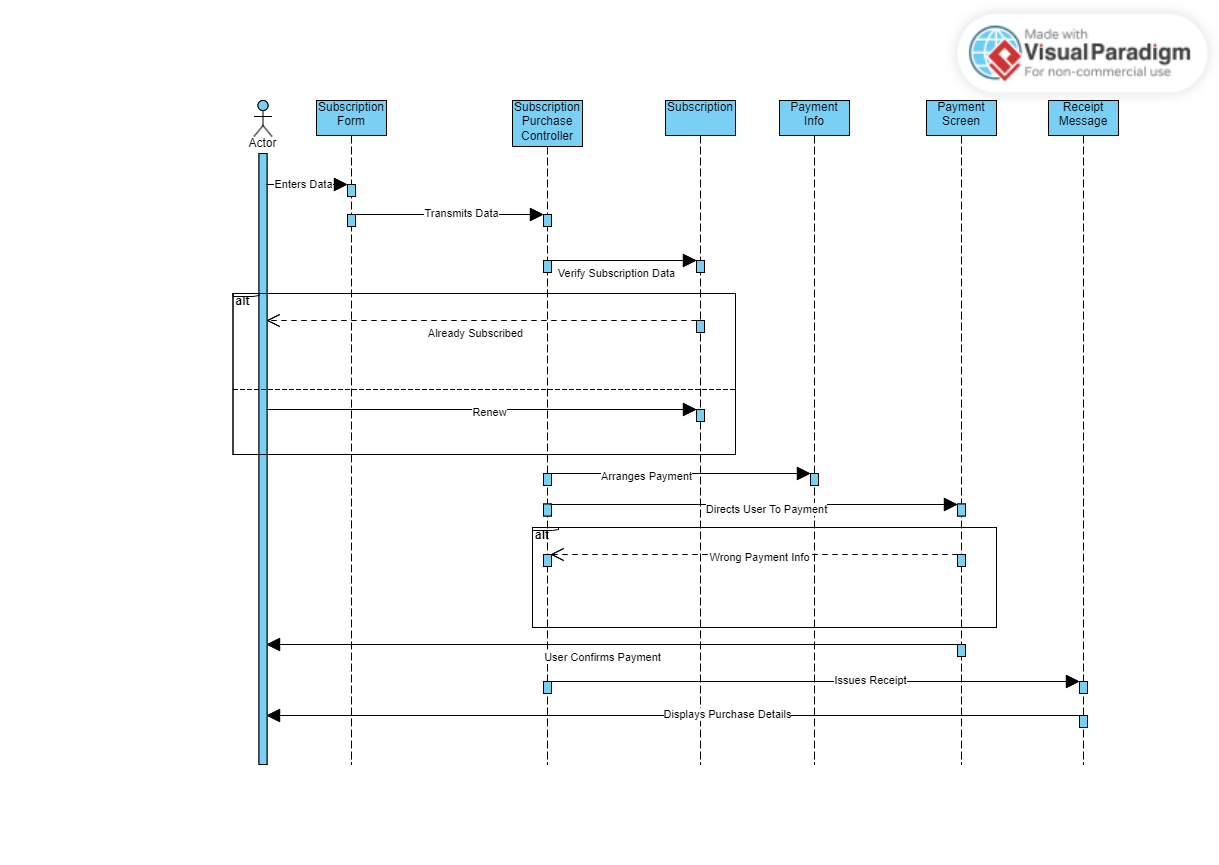 Made with
Visual Paradigm
For non-commercial use
Actor
Subscription
Form
Subscription
Purchase
Controller
Subscription
Payment
Info
Payment
Screen
Receipt
Message
Enters Data
Transmits Data
Verify Subscription Data
alt
Already Subscribed
Renew
Arranges Payment
Directs User To Payment
alt
Wrong Payment Info
User Confirms Payment
Issues Receipt
Displays Purchase Details